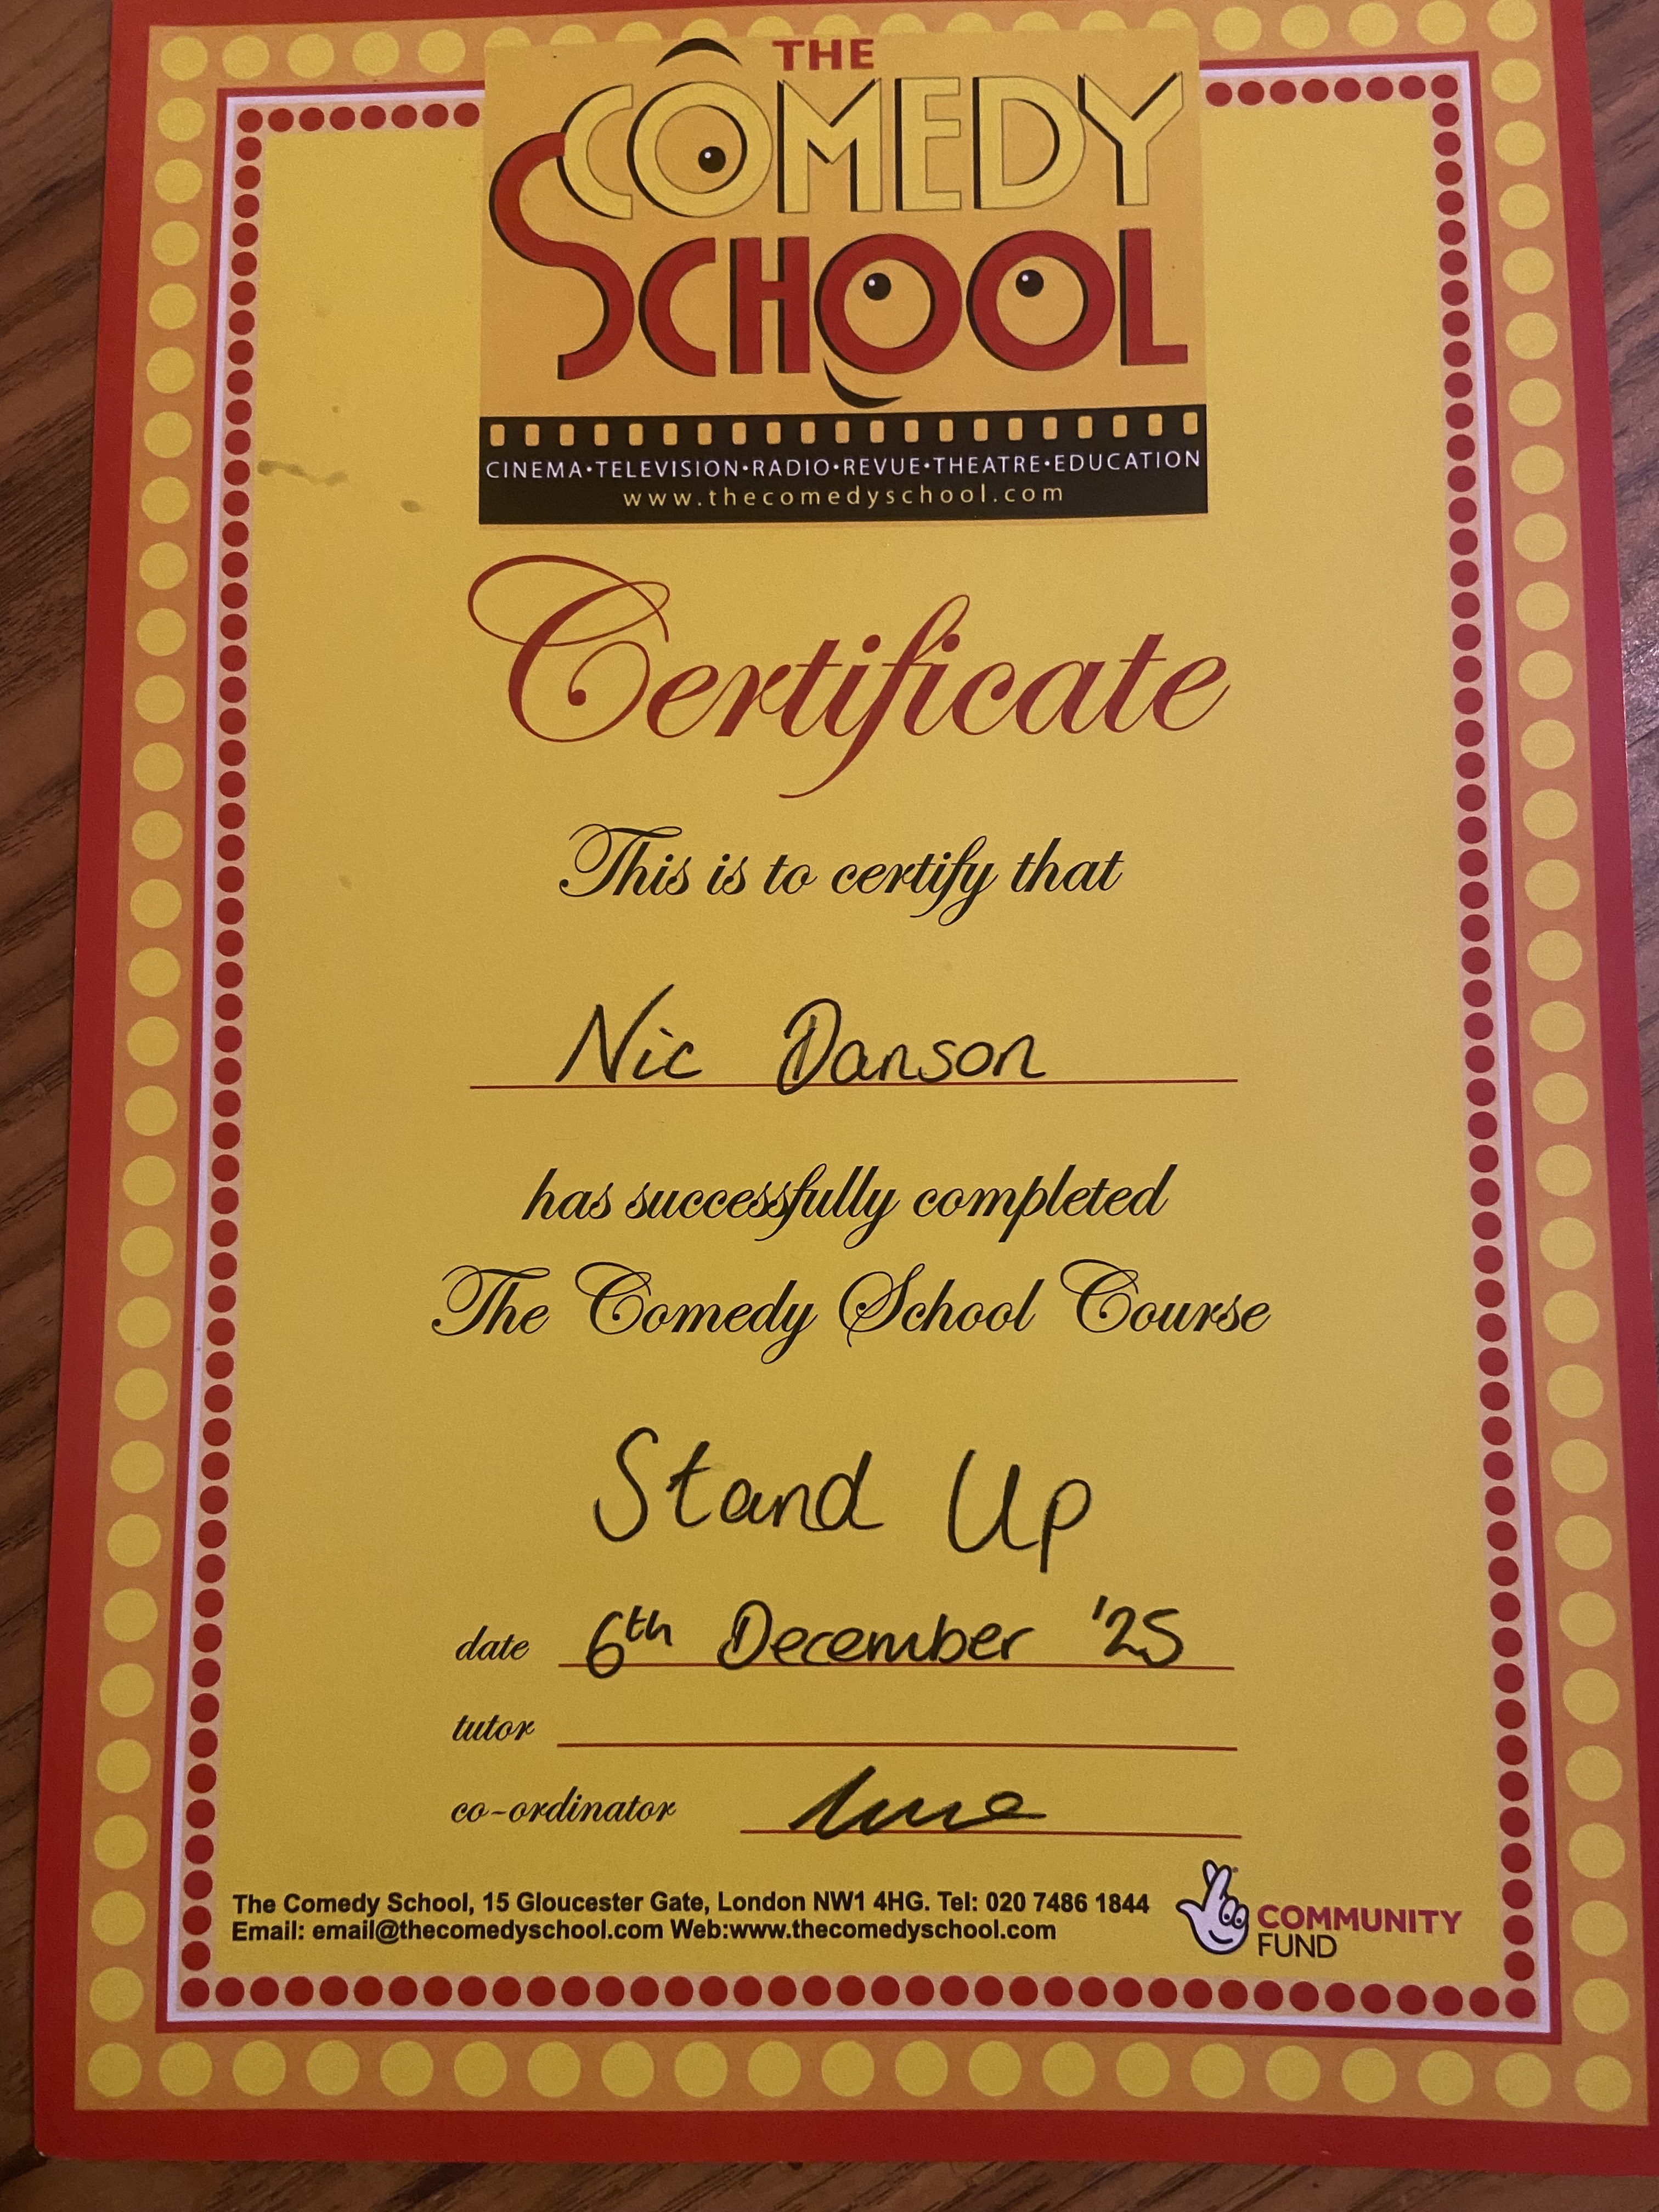 THE
COMEDY
SCHOOL
CINEMA•TELEVISION•RADIO•REVUE•THEATRE•EDUCATION
www.thecomedyschool.com
Certificate
This is to certify that
Nic Danson
has successfully completed
The Comedy School Course
Stand Up
date 6th December '25
tutor
co-ordinator
The Comedy School, 15 Gloucester Gate, London NW1 4HG. Tel: 020 7486 1844
Email: email@thecomedyschool.com Web:www.thecomedyschool.com
COMMUNITY
FUND